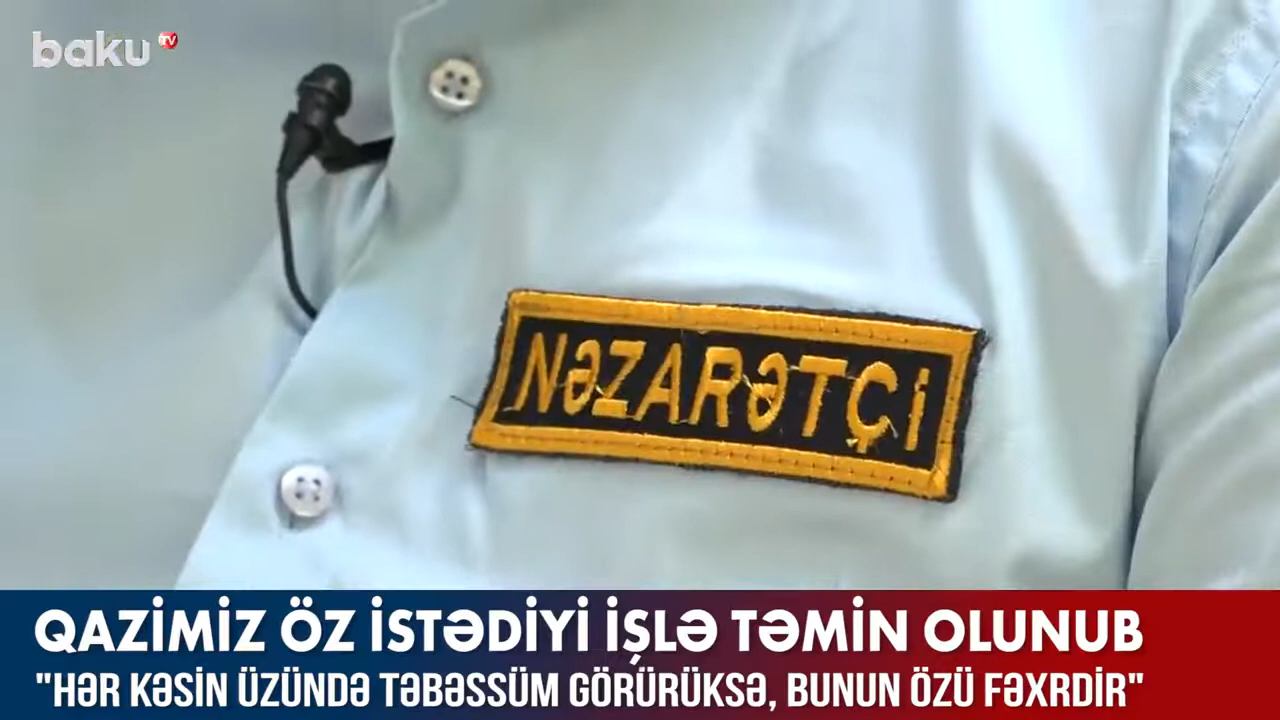 baku TV
NƏZARƏTÇİ
QAZİMİZ ÖZ İSTƏDİYİ İŞLƏ TƏMİN OLUNUB
"HƏR KƏSİN ÜZÜNDƏ TƏBƏSSÜM GÖRÜRÜKSƏ, BUNUN ÖZÜ FƏXRDİR"